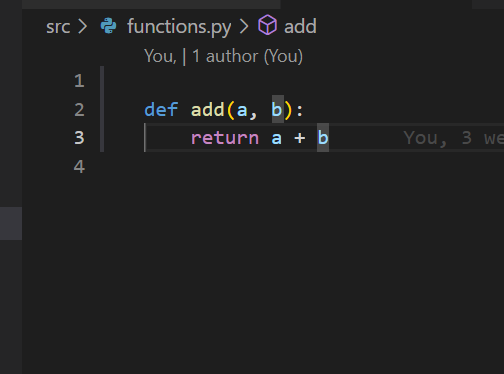 src > functions.py > add
You, | 1 author (You)
1
2 def add(a, b):
3     return a + b You, 3 we
4